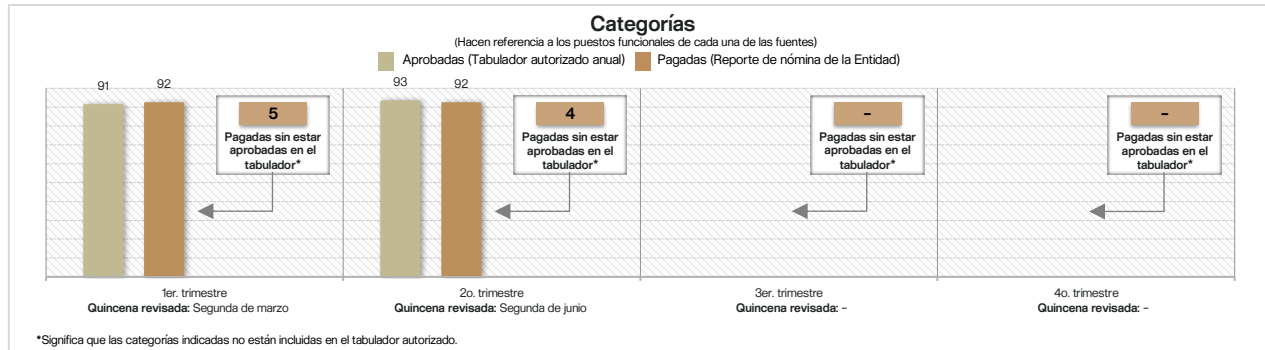 Categorías
(Hacen referencia a los puestos funcionales de cada una de las fuentes)
Aprobadas (Tabulador autorizado anual) Pagadas (Reporte de nómina de la Entidad)
91 92 93 92
5
Pagadas sin estar
aprobadas en el
tabulador*
4
Pagadas sin estar
aprobadas en el
tabulador*
-
Pagadas sin estar
aprobadas en el
tabulador*
-
Pagadas sin estar
aprobadas en el
tabulador*
1er. trimestre
Quincena revisada: Segunda de marzo
2o. trimestre
Quincena revisada: Segunda de junio
3er. trimestre
Quincena revisada: -
4o. trimestre
Quincena revisada: -
*Significa que las categorías indicadas no están incluidas en el tabulador autorizado.